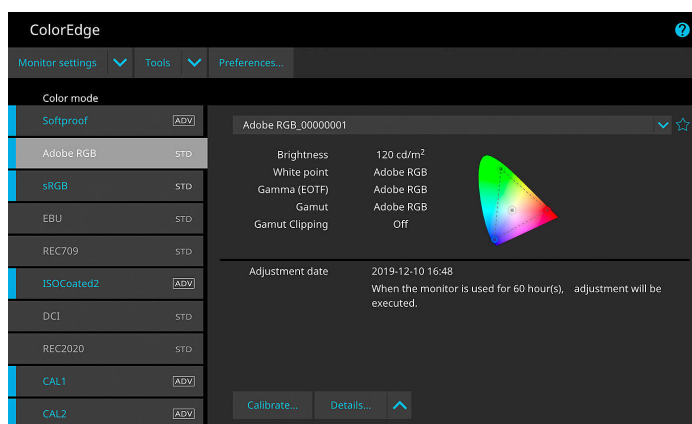 ColorEdge
?
Monitor settings Tools Preferences...
Color mode
Softproof ADV
Adobe RGB STD
sRGB STD
EBU STD
REC709 STD
ISOCoated2 ADV
DCI STD
REC2020 STD
CAL1 ADV
CAL2 ADV
Adobe RGB_00000001
Brightness 120 cd/m²
White point Adobe RGB
Gamma (EOTF) Adobe RGB
Gamut Adobe RGB
Gamut Clipping Off
Adjustment date 2019-12-10 16:48
When the monitor is used for 60 hour(s), adjustment will be
executed.
Calibrate... Details...